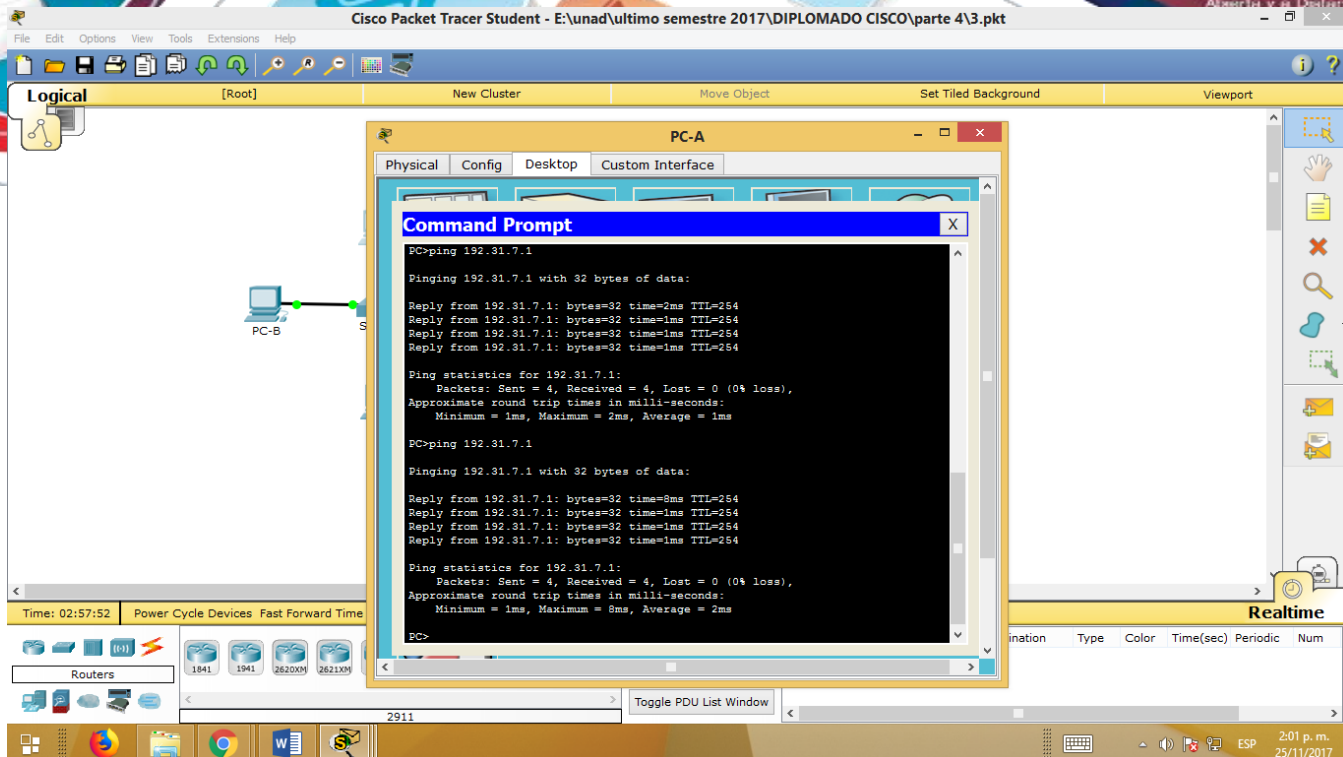 Cisco Packet Tracer Student - E:\unad\ultimo semestre 2017\DIPLOMADO CISCO\parte 4\3.pkt
File Edit Options View Tools Extensions Help
Logical [Root] New Cluster Move Object Set Tiled Background Viewport
PC-A
Physical Config Desktop Custom Interface
Command Prompt X
PC>ping 192.31.7.1
Pinging 192.31.7.1 with 32 bytes of data:
Reply from 192.31.7.1: bytes=32 time=2ms TTL=254
Reply from 192.31.7.1: bytes=32 time=1ms TTL=254
Reply from 192.31.7.1: bytes=32 time=1ms TTL=254
Reply from 192.31.7.1: bytes=32 time=1ms TTL=254
Ping statistics for 192.31.7.1:
Packets: Sent = 4, Received = 4, Lost = 0 (0% loss),
Approximate round trip times in milli-seconds:
Minimum = 1ms, Maximum = 2ms, Average = 1ms
PC>ping 192.31.7.1
Pinging 192.31.7.1 with 32 bytes of data:
Reply from 192.31.7.1: bytes=32 time=8ms TTL=254
Reply from 192.31.7.1: bytes=32 time=1ms TTL=254
Reply from 192.31.7.1: bytes=32 time=1ms TTL=254
Reply from 192.31.7.1: bytes=32 time=1ms TTL=254
Ping statistics for 192.31.7.1:
Packets: Sent = 4, Received = 4, Lost = 0 (0% loss),
Approximate round trip times in milli-seconds:
Minimum = 1ms, Maximum = 8ms, Average = 2ms
PC>
PC-B
S
Time: 02:57:52 Power Cycle Devices Fast Forward Time
Realtime
ination Type Color Time(sec) Periodic Num
Routers
1841 1941 2620XM 2621XM
2911
Toggle PDU List Window
ESP
2:01 p. m.
25/11/2017